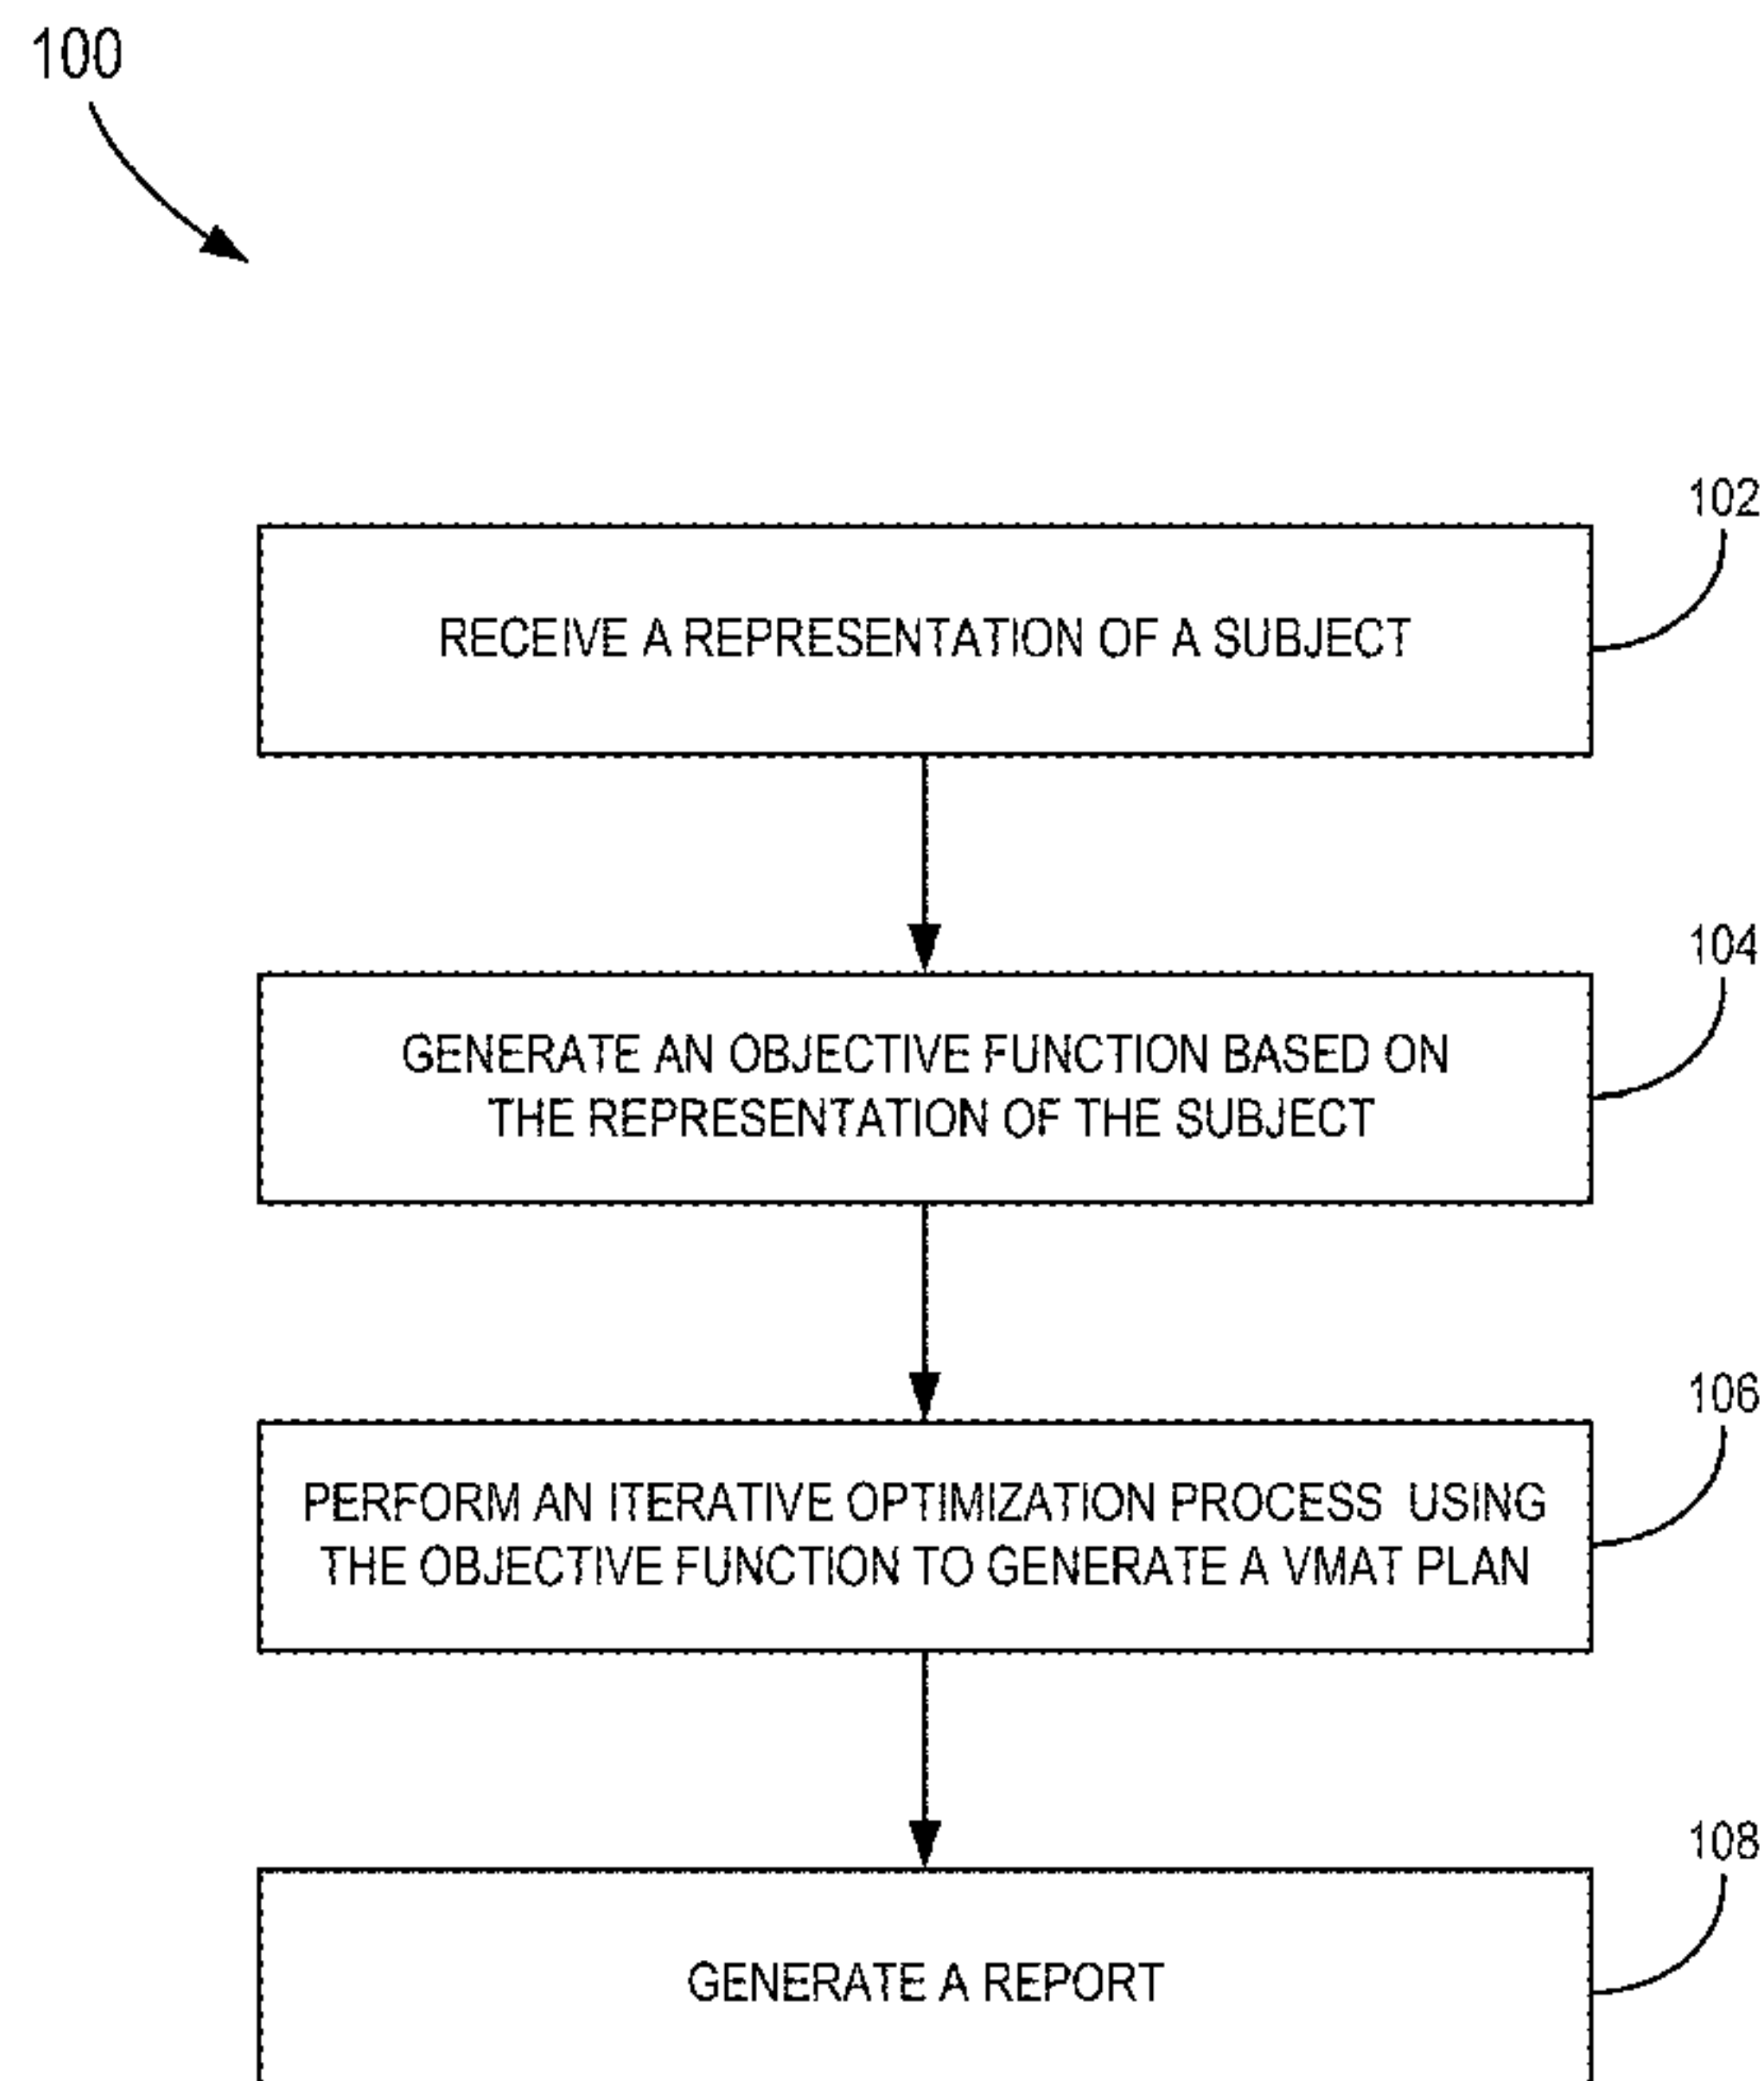 100
102
RECEIVE A REPRESENTATION OF A SUBJECT
104
GENERATE AN OBJECTIVE FUNCTION BASED ON
THE REPRESENTATION OF THE SUBJECT
106
PERFORM AN ITERATIVE OPTIMIZATION PROCESS USING
THE OBJECTIVE FUNCTION TO GENERATE A VMAT PLAN
108
GENERATE A REPORT